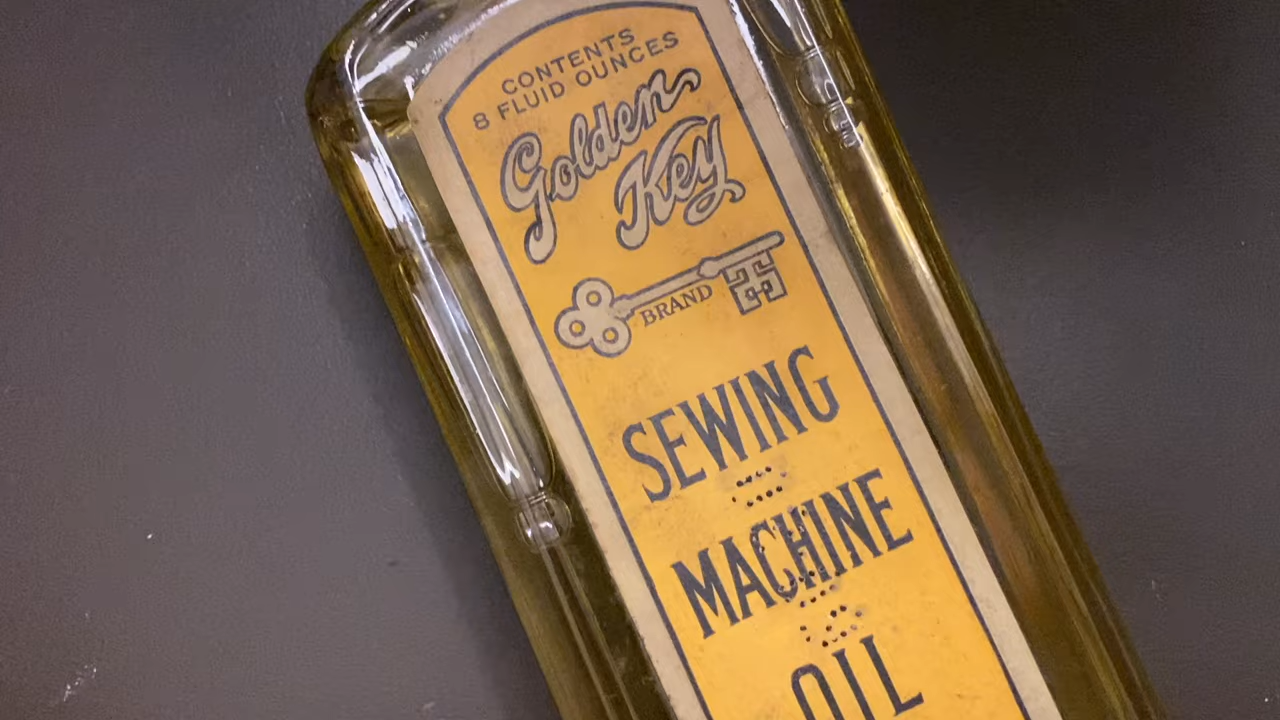 CONTENTS
8 FLUID OUNCES
Golden
Key
BRAND
SEWING
MACHINE
OIL